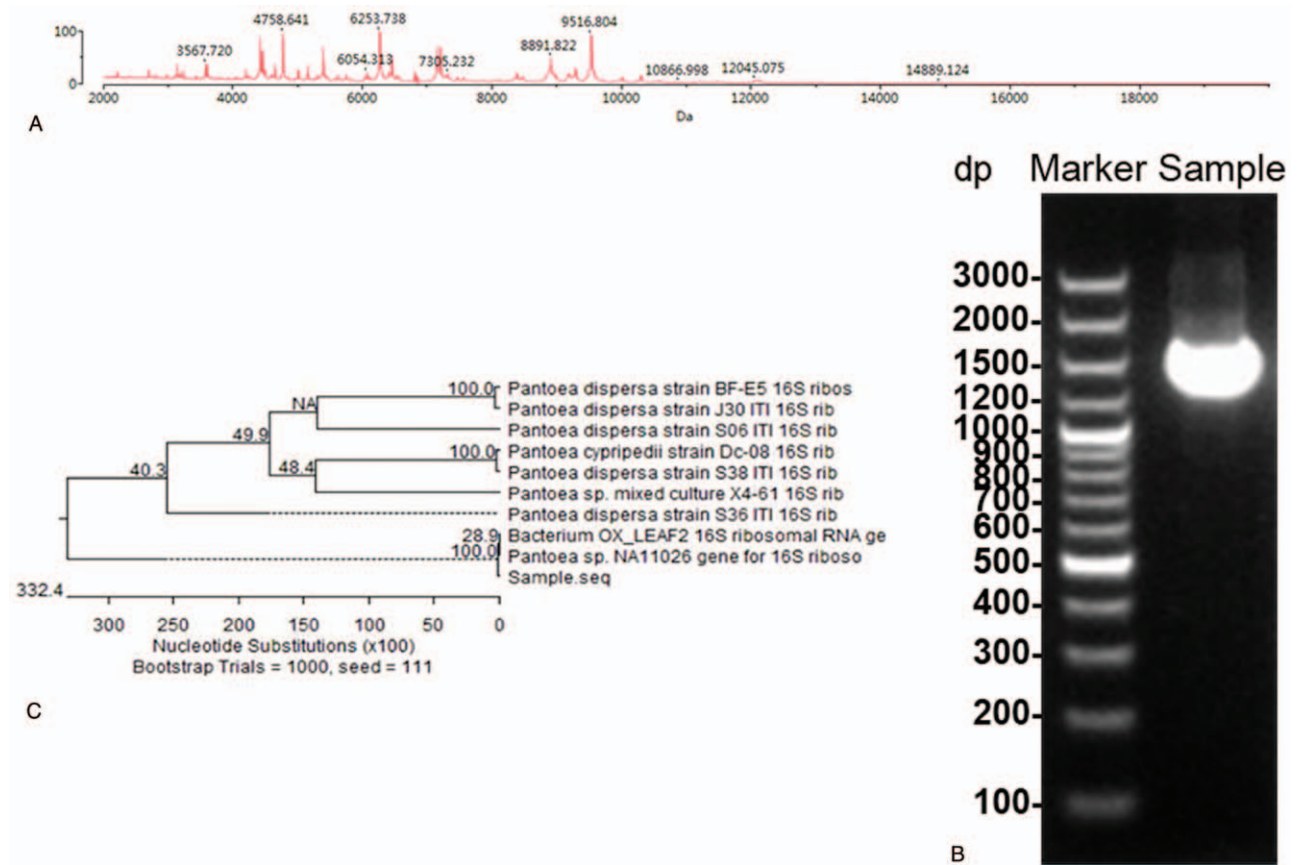 100
0
3567.720
4758.641
6054.313
6253.738
7305.232
8891.822
9516.804
10866.998
12045.075
14889.124
2000 4000 6000 8000 10000 12000 14000 16000 18000
Da
A
dp Marker Sample
3000
2000
1500
1200
1000
900
800
700
600
500
400
300
200
100
B
100.0 Pantoea dispersa strain BF-E5 16S ribos
NA Pantoea dispersa strain J30 ITI 16S rib
Pantoea dispersa strain S06 ITI 16S rib
49.9
100.0 Pantoea cypripedii strain Dc-08 16S rib
40.3 48.4 Pantoea dispersa strain S38 ITI 16S rib
Pantoea sp. mixed culture X4-61 16S rib
Pantoea dispersa strain S36 ITI 16S rib
28.9 Bacterium OX_LEAF2 16S ribosomal RNA ge
100.0 Pantoea sp. NA11026 gene for 16S riboso
Sample.seq
332.4
300 250 200 150 100 50 0
Nucleotide Substitutions (x100)
Bootstrap Trials = 1000, seed = 111
C